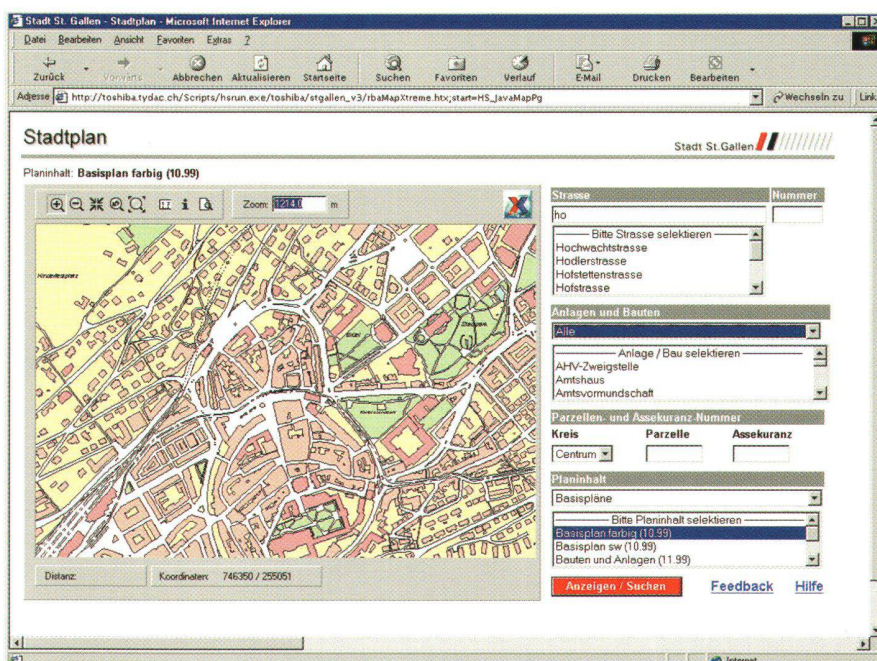 Stadt St. Gallen - Stadtplan - Microsoft Internet Explorer
Datei Bearbeiten Ansicht Favoriten Extras ?
Zurück Vorwärts Abbrechen Aktualisieren Startseite Suchen Favoriten Verlauf E-Mail Drucken Bearbeiten
Adresse http://toshiba.tydac.ch/Scripts/hsrun.exe/toshiba/stgallen_v3/rbaMapXtreme.htx;start=HS_JavaMapPg Wechseln zu Link
Stadtplan
Stadt St.Gallen
Planinhalt: Basisplan farbig (10.99)
Zoom: 1214.0 m
Strasse Nummer
ho
Bitte Strasse selektieren
Hochwachtstrasse
Hodlerstrasse
Hofstettenstrasse
Hofstrasse
Anlagen und Bauten
Alle
Anlage / Bau selektieren
AHV-Zweigstelle
Amtshaus
Amtsvormundschaft
Parzellen- und Assekuranz-Nummer
Kreis Parzelle Assekuranz
Centrum
Planinhalt
Basispläne
Bitte Planinhalt selektieren
Basisplan farbig (10.99)
Basisplan sw (10.99)
Bauten und Anlagen (11.99)
Anzeigen / Suchen Feedback Hilfe
Distanz: Koordinaten: 746350 / 255051
Internet